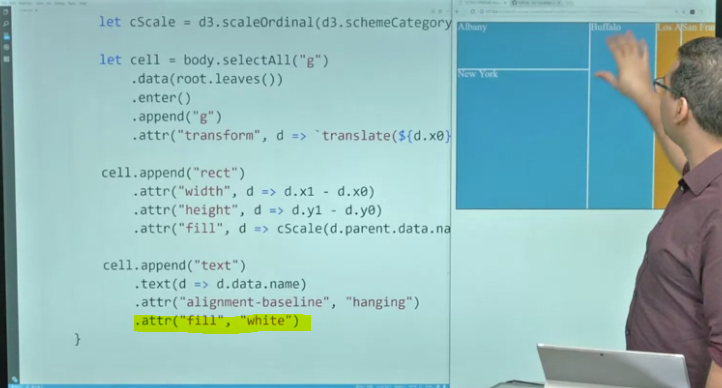 let cScale = d3.scaleOrdinal(d3.schemeCategory
let cell = body.selectAll("g")
.data(root.leaves())
.enter()
.append("g")
.attr("transform", d => `translate(${d.x0}
cell.append("rect")
.attr("width", d => d.x1 - d.x0)
.attr("height", d => d.y1 - d.y0)
.attr("fill", d => cScale(d.parent.data.na
cell.append("text")
.text(d => d.data.name)
.attr("alignment-baseline", "hanging")
.attr("fill", "white")
}
Albany
Buffalo
Los A
San Fran
New York